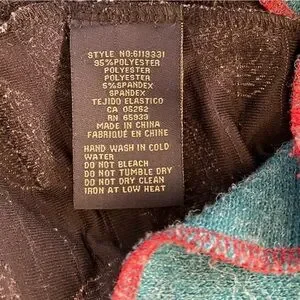 STYLE NO:6119331
95%POLYESTER
POLYESTER
POLYESTER
5%SPANDEX
SPANDEX
TEJIDO ELASTICO
CA 05262
RN 65933
MADE IN CHINA
FABRIQUÉ EN CHINE
HAND WASH IN COLD
WATER
DO NOT BLEACH
DO NOT TUMBLE DRY
DO NOT DRY CLEAN
IRON AT LOW HEAT